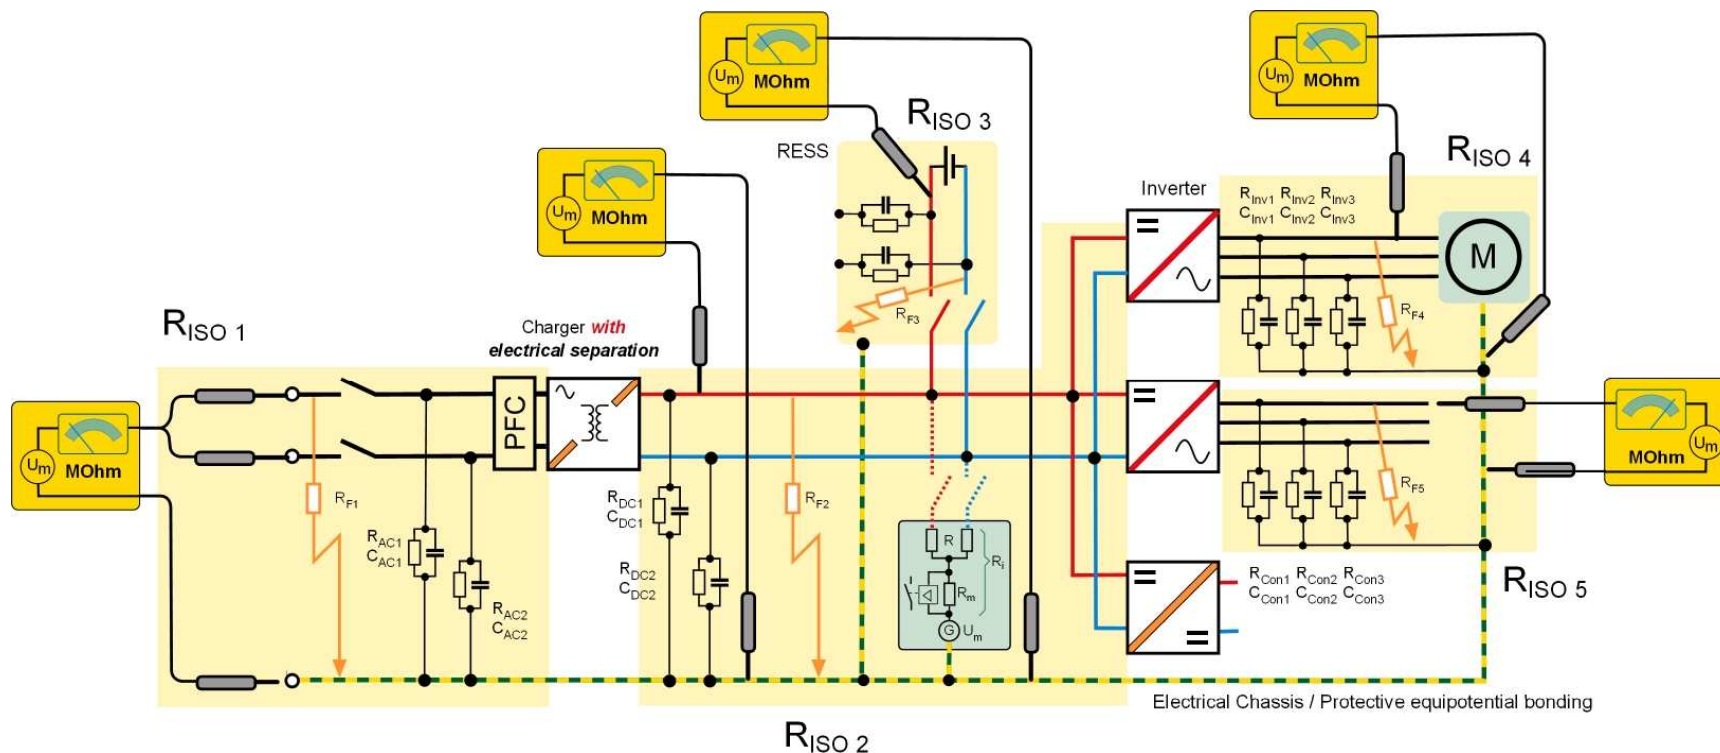 Um
MOhm
RISO 3
RESS
Um
MOhm
RISO 4
Um
MOhm
Inverter
RInv1 RInv2 RInv3
CInv1 CInv2 CInv3
M
RF3
RF4
RISO 1
Charger with
electrical separation
PFC
Um
MOhm
RF1
RAC1
CAC1
RAC2
CAC2
RDC1
CDC1
RDC2
CDC2
RF2
R
Ri
Rm
G
Um
RF5
Um
MOhm
RCon1 RCon2 RCon3
CCon1 CCon2 CCon3
RISO 5
Electrical Chassis / Protective equipotential bonding
RISO 2